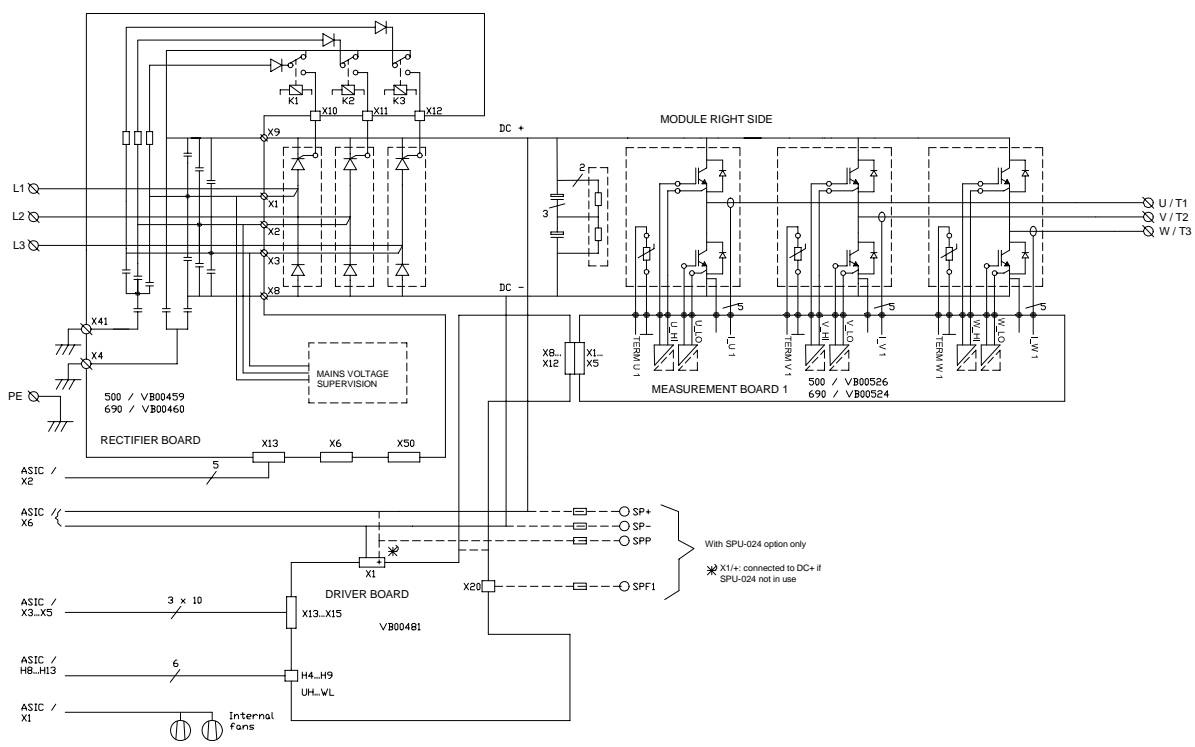 K1
K2
K3
X10
X11
X12
X9
DC +
MODULE RIGHT SIDE
L1
L2
L3
X1
X2
X3
2
3
U / T1
V / T2
W / T3
X8
DC -
X41
X4
PE
5
5
5
TERM U 1
U_HI
U_LO
I_U 1
TERM V 1
V_HI
V_LO
I_V 1
TERM W 1
W_HI
W_LO
I_W 1
X8...
X12
X1...
X5
MAINS VOLTAGE
SUPERVISION
MEASUREMENT BOARD 1
500 / VB00526
690 / VB00524
500 / VB00459
690 / VB00460
RECTIFIER BOARD
X13
X6
X50
ASIC /
X2
5
ASIC /
X6
SP+
SP-
SPP
With SPU-024 option only
X1/+: connected to DC+ if
SPU-024 not in use
+
X1
X20
SPF1
DRIVER BOARD
ASIC /
X3...X5
3 x 10
X13...X15
VB00481
ASIC /
H8...H13
6
H4...H9
UH...WL
ASIC /
X1
Internal
fans